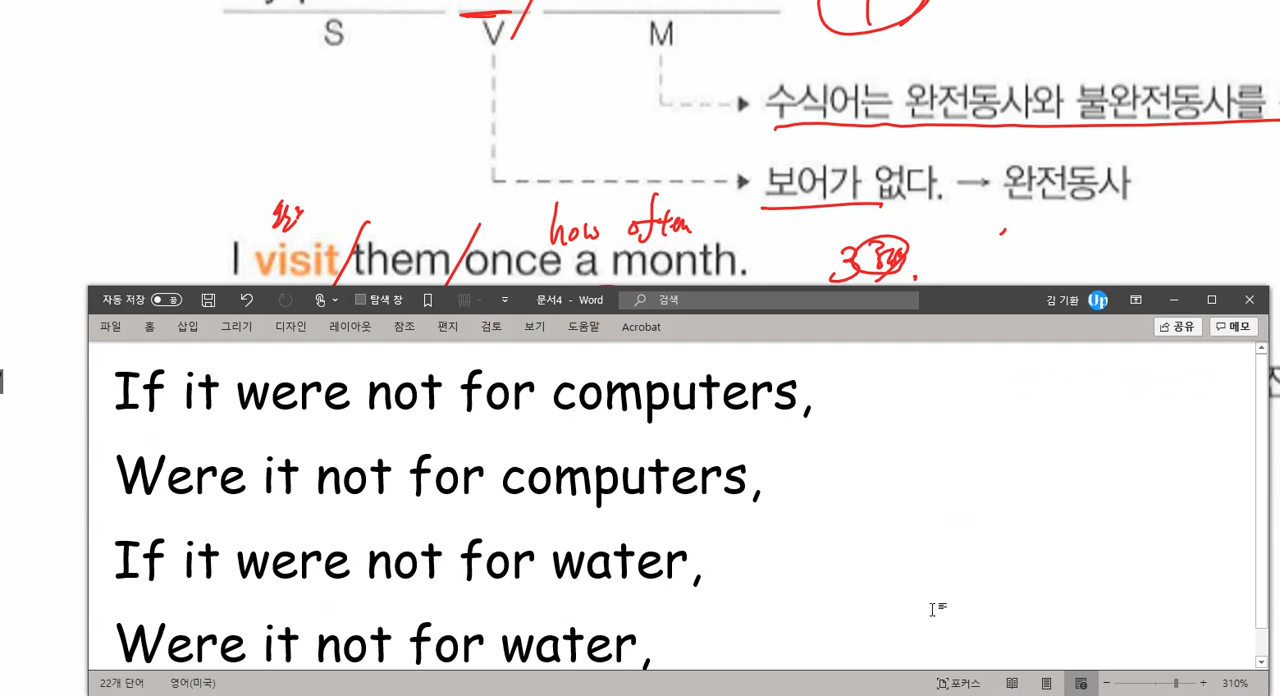 S V M
수식어는 완전동사와 불완전동사를
보어가 없다. → 완전동사
how often
I visit them once a month.
자동 저장 끔 탐색 창 문서4 - Word 검색 김 기환
파일 홈 삽입 그리기 디자인 레이아웃 참조 편지 검토 보기 도움말 Acrobat 공유 메모
If it were not for computers,
Were it not for computers,
If it were not for water,
Were it not for water,
22개 단어 영어(미국) 포커스 310%